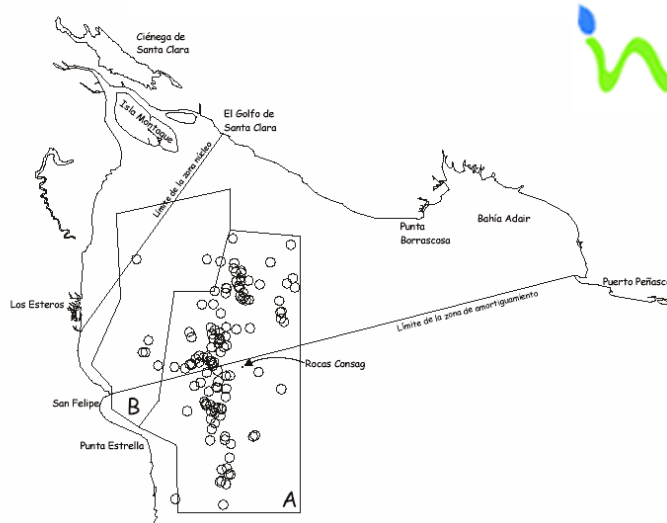 Ciénega de
Santa Clara
Isla Montague
El Golfo de
Santa Clara
Límite de la zona núcleo
Punta
Borrascosa
Bahía Adair
Los Esteros
Puerto Peñasco
Límite de la zona de amortiguamiento
Rocas Consag
San Felipe
B
Punta Estrella
A